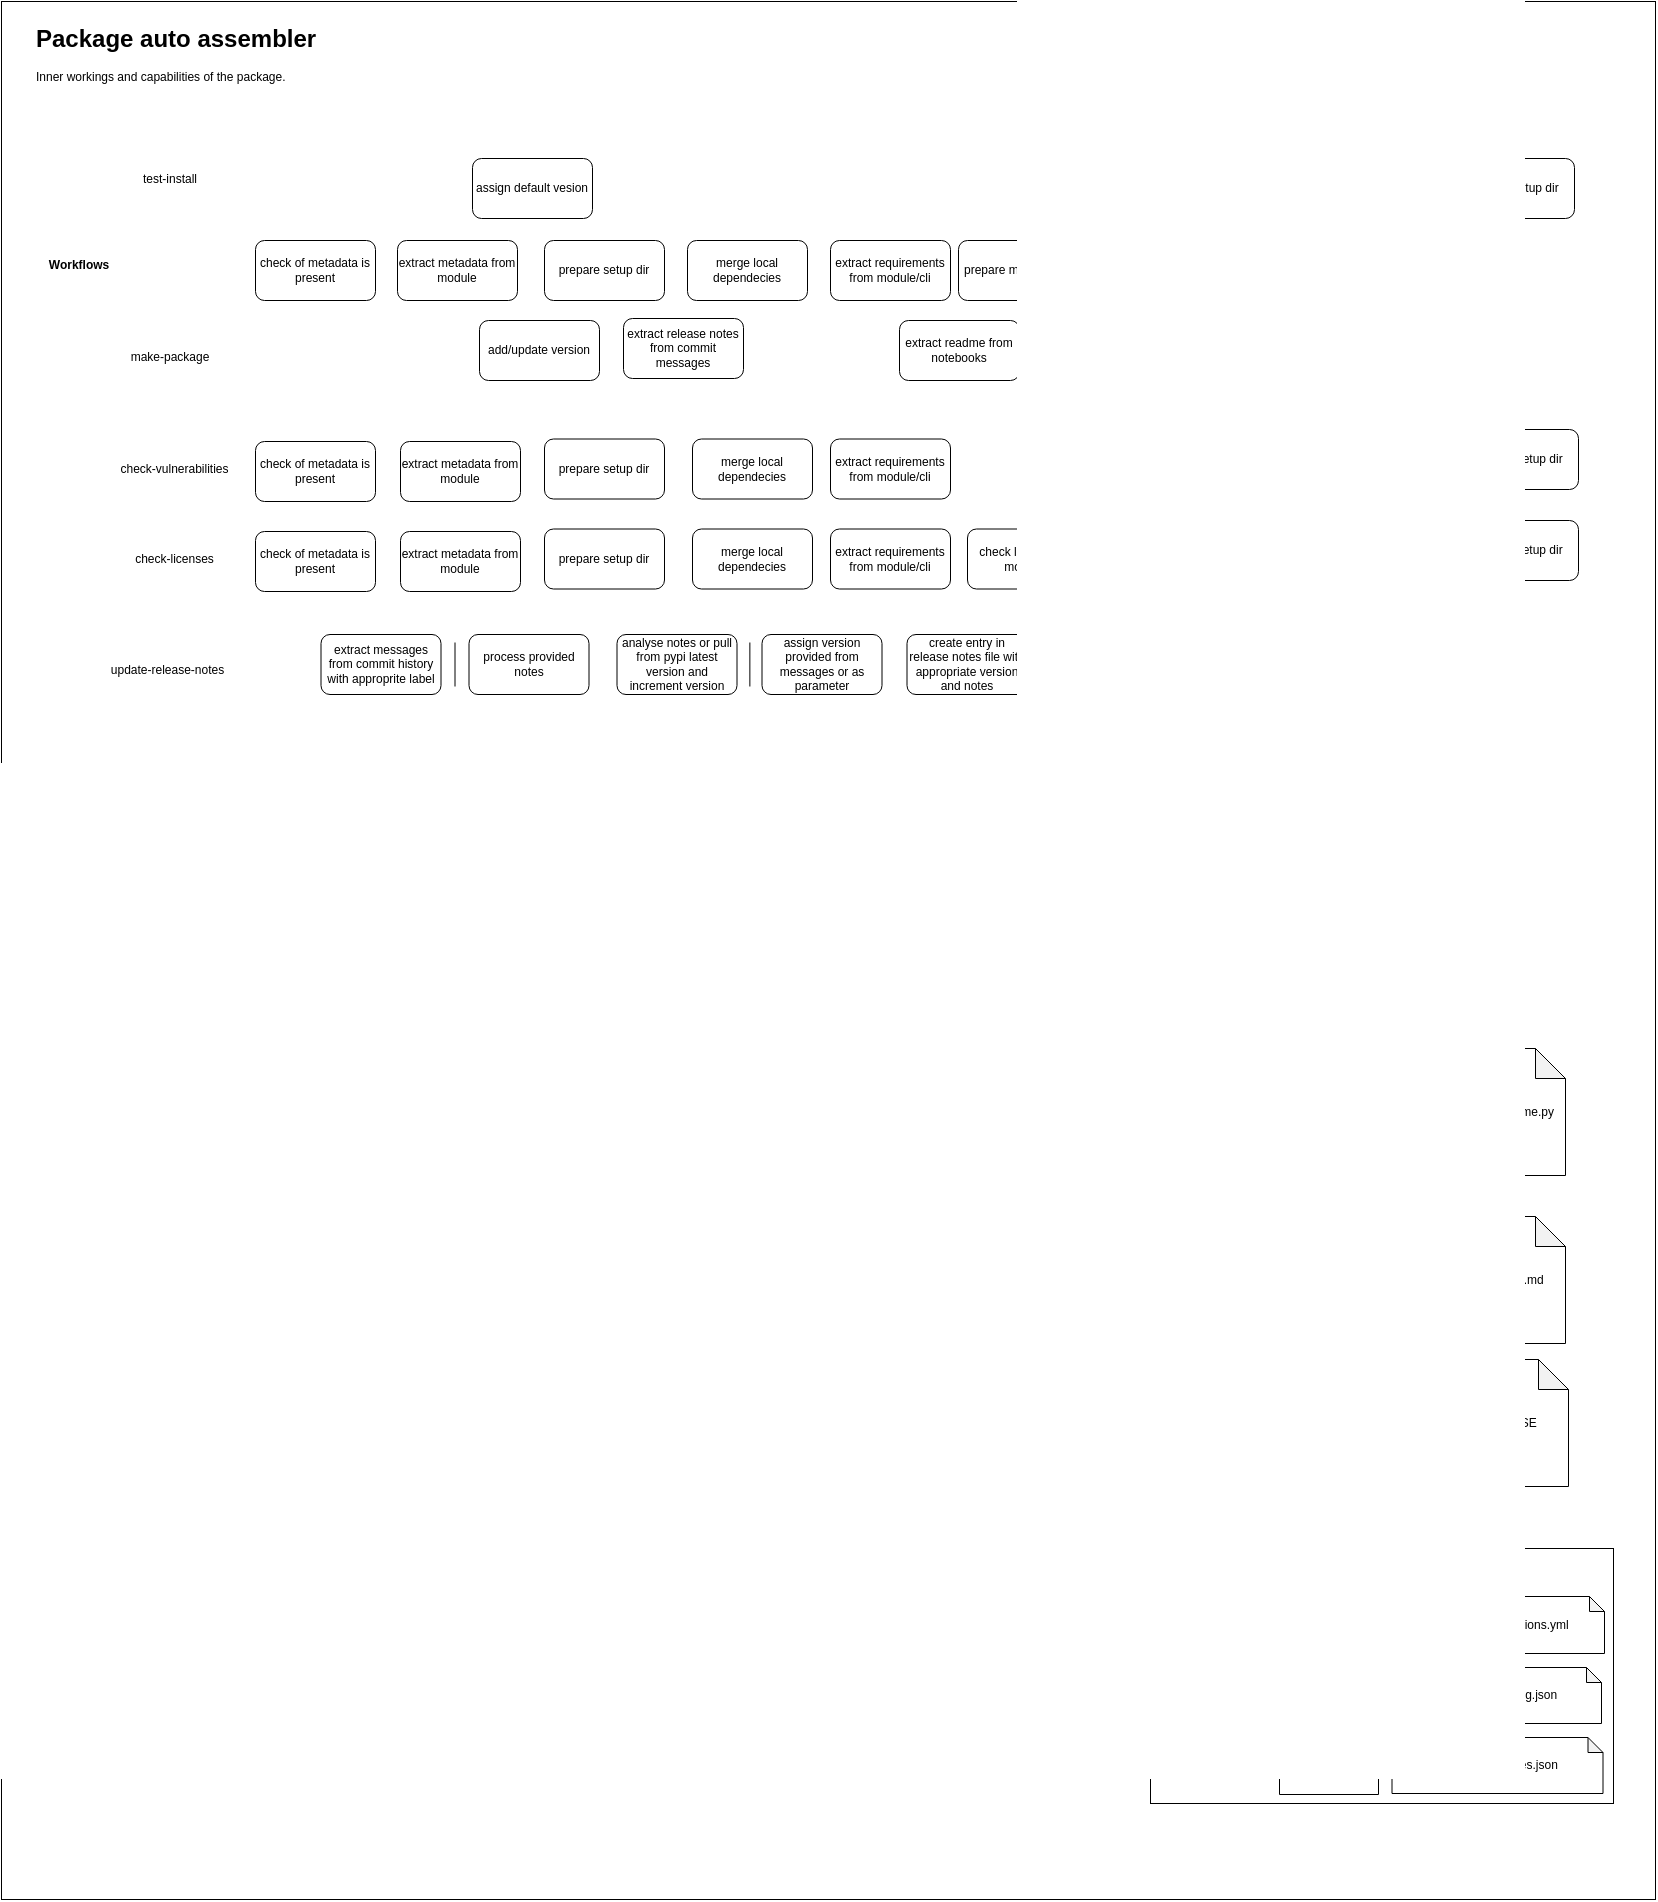 Package auto assembler
Inner workings and capabilities of the package.
test-install
assign default vesion
tup dir
Workflows
check of metadata is
present
extract metadata from
module
prepare setup dir
merge local
dependecies
extract requirements
from module/cli
prepare
make-package
add/update version
extract release notes
from commit
messages
extract readme from
notebooks
check-vulnerabilities
check of metadata is
present
extract metadata from
module
prepare setup dir
merge local
dependecies
extract requirements
from module/cli
etup dir
check-licenses
check of metadata is
present
extract metadata from
module
prepare setup dir
merge local
dependecies
extract requirements
from module/cli
check
etup dir
update-release-notes
extract messages
from commit history
with approprite label
process provided
notes
analyse notes or pull
from pypi latest
version and
increment version
assign version
provided from
messages or as
parameter
create entry in
release notes file
appropriate version
and notes
me.py
.md
SE
ions.yml
g.json
es.json